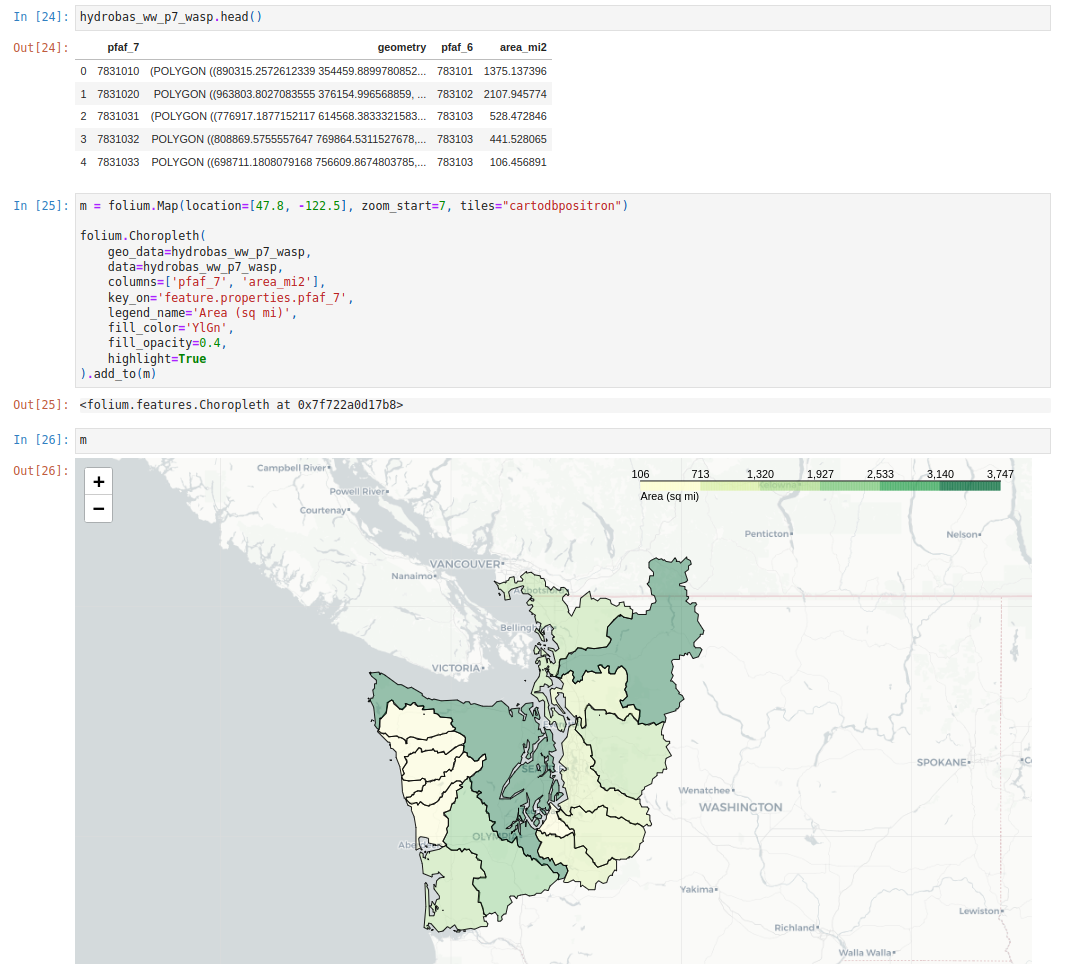 In [24]: hydrobas_ww_p7_wasp.head()
Out[24]:
pfaf_7 geometry pfaf_6 area_mi2
0 7831010 (POLYGON ((890315.2572612339 354459.8899780852... 783101 1375.137396
1 7831020 POLYGON ((963803.8027083555 376154.996568859, ... 783102 2107.945774
2 7831031 (POLYGON ((776917.1877152117 614568.3833321583... 783103 528.472846
3 7831032 POLYGON ((808869.5755557647 769864.5311527678,... 783103 441.528065
4 7831033 POLYGON ((698711.1808079168 756609.8674803785,... 783103 106.456891
In [25]: m = folium.Map(location=[47.8, -122.5], zoom_start=7, tiles="cartodbpositron")
folium.Choropleth(
geo_data=hydrobas_ww_p7_wasp,
data=hydrobas_ww_p7_wasp,
columns=['pfaf_7', 'area_mi2'],
key_on='feature.properties.pfaf_7',
legend_name='Area (sq mi)',
fill_color='YlGn',
fill_opacity=0.4,
highlight=True
).add_to(m)
Out[25]: <folium.features.Choropleth at 0x7f722a0d17b8>
In [26]: m
Out[26]:
+
−
106 713 1,320 1,927 2,533 3,140 3,747
Area (sq mi)
Campbell River
Powell River
Courtenay
Penticton
Nelson
VANCOUVER
Nanaimo
VICTORIA
SPOKANE
Wenatchee
WASHINGTON
Yakima
Lewiston
Richland
Walla Walla